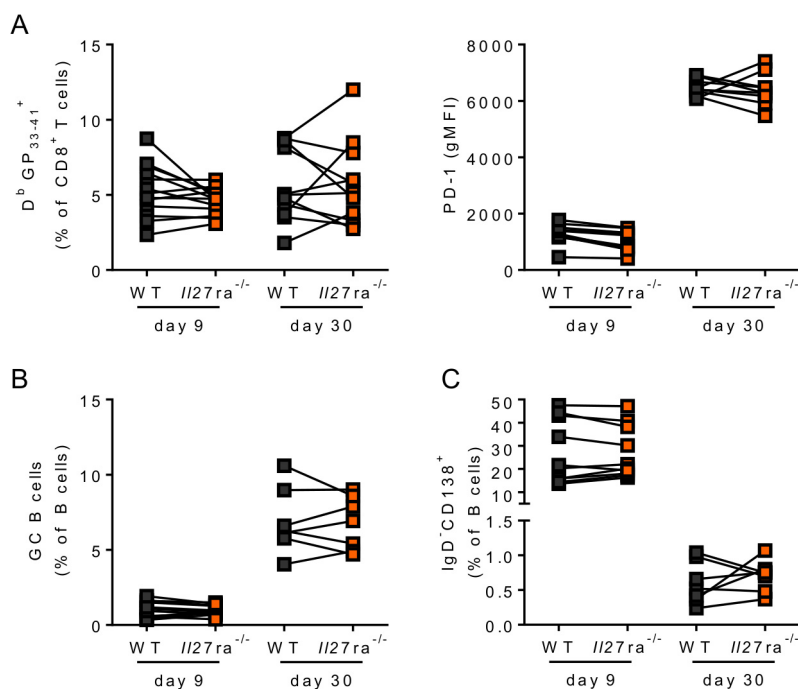 A
D^b GP33-41^+
(% of CD8^+ T cells)
15
10
5
0
WT Il27ra^-/- WT Il27ra^-/-
day 9 day 30
PD-1 (gMFI)
8000
6000
4000
2000
0
WT Il27ra^-/- WT Il27ra^-/-
day 9 day 30
B
GC B cells
(% of B cells)
15
10
5
0
WT Il27ra^-/- WT Il27ra^-/-
day 9 day 30
C
IgD^-CD138^+
(% of B cells)
50
40
30
20
10
1.5
1.0
0.5
0.0
WT Il27ra^-/- WT Il27ra^-/-
day 9 day 30